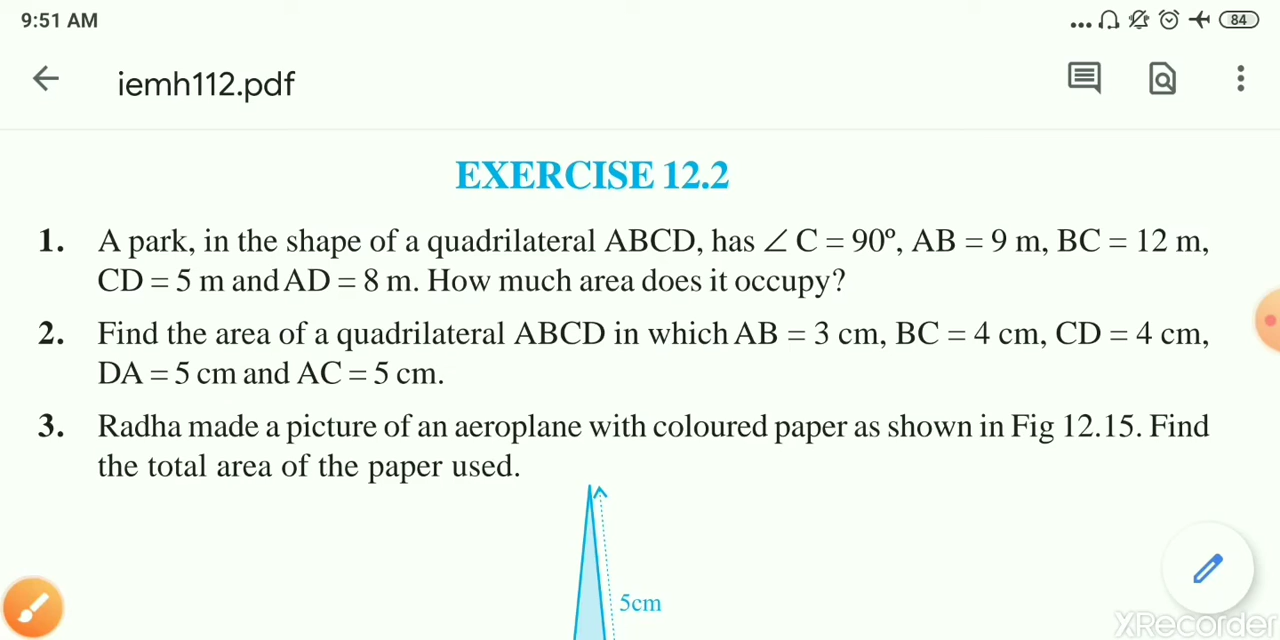 9:51 AM
84
iemh112.pdf
EXERCISE 12.2
1. A park, in the shape of a quadrilateral ABCD, has ∠ C = 90º, AB = 9 m, BC = 12 m,
CD = 5 m and AD = 8 m. How much area does it occupy?
2. Find the area of a quadrilateral ABCD in which AB = 3 cm, BC = 4 cm, CD = 4 cm,
DA = 5 cm and AC = 5 cm.
3. Radha made a picture of an aeroplane with coloured paper as shown in Fig 12.15. Find
the total area of the paper used.
5cm
XRecorder